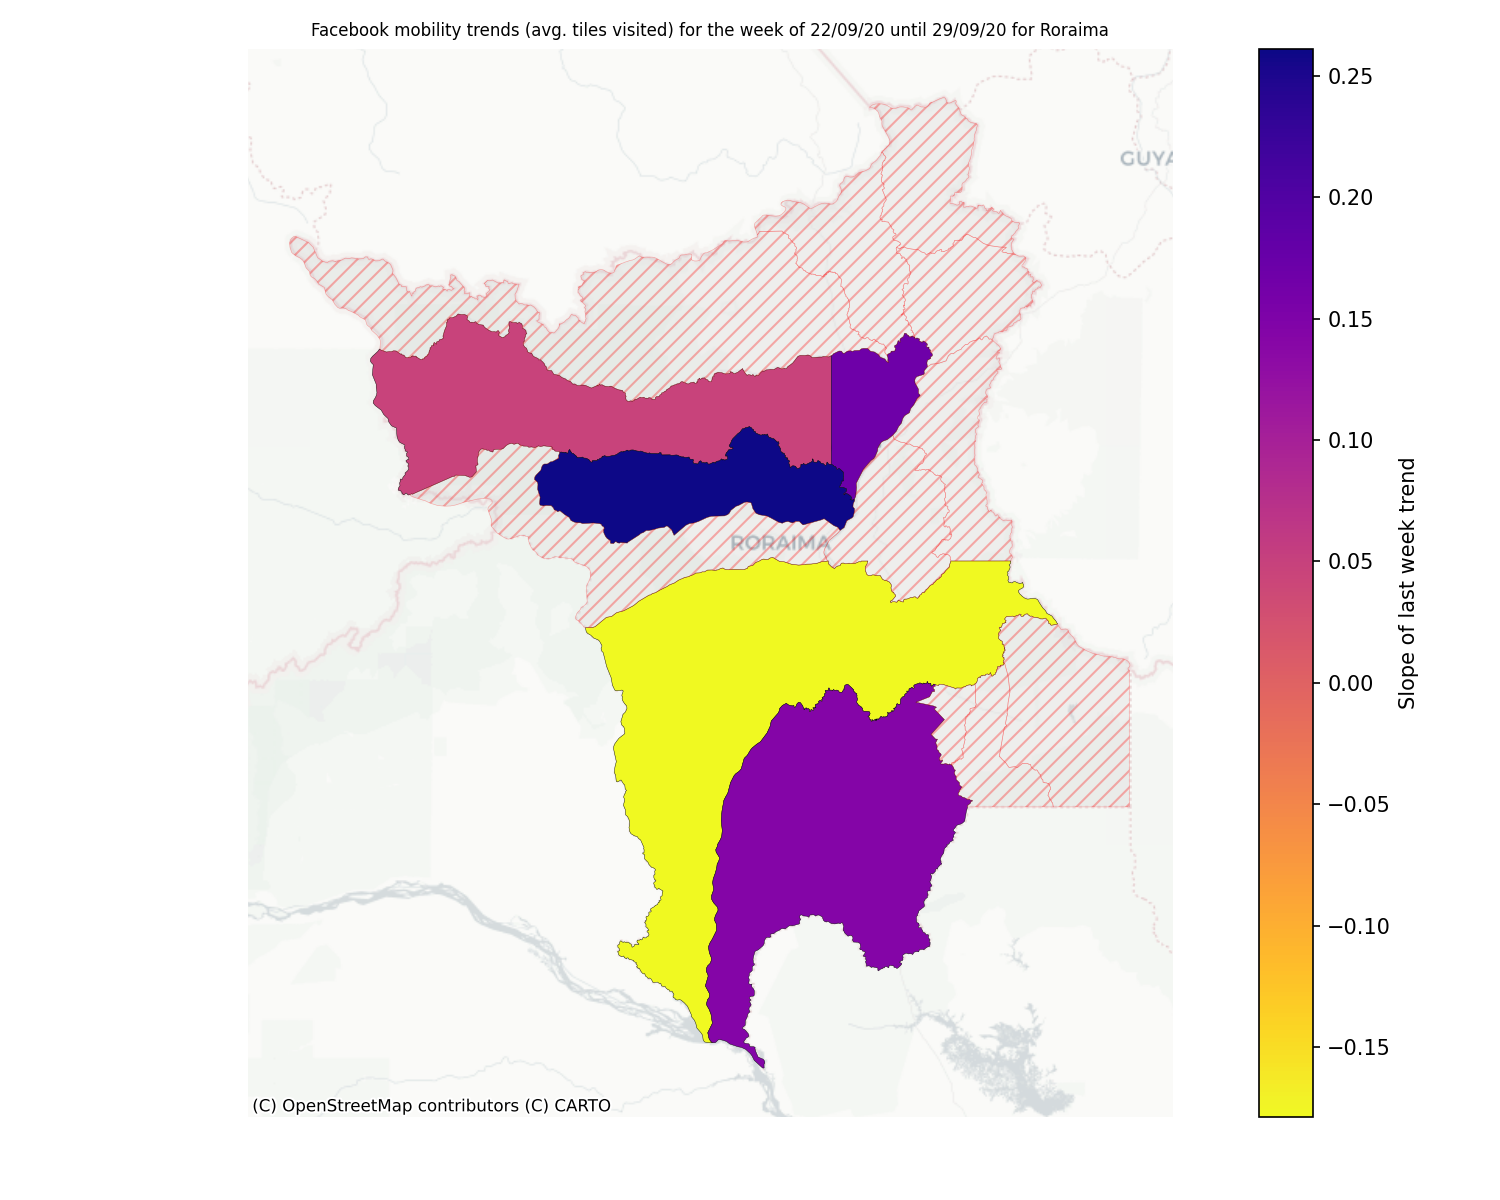 Facebook mobility trends (avg. tiles visited) for the week of 22/09/20 until 29/09/20 for Roraima
GUYA
RORAIMA
0.25
0.20
0.15
0.10
0.05
0.00
−0.05
−0.10
−0.15
Slope of last week trend
(C) OpenStreetMap contributors (C) CARTO